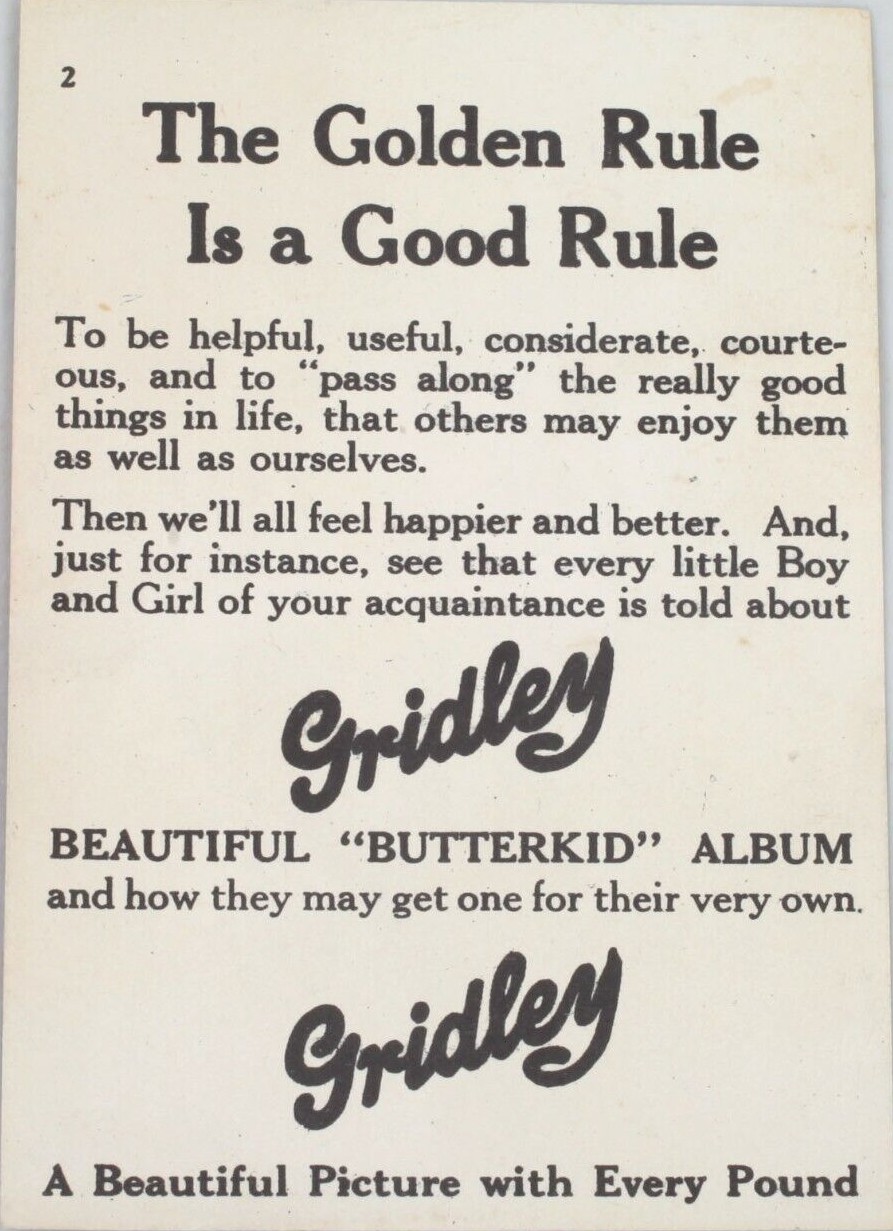 2
The Golden Rule
Is a Good Rule
To be helpful, useful, considerate, courte-
ous, and to "pass along" the really good
things in life, that others may enjoy them
as well as ourselves.
Then we'll all feel happier and better. And,
just for instance, see that every little Boy
and Girl of your acquaintance is told about
Gridley
BEAUTIFUL "BUTTERKID" ALBUM
and how they may get one for their very own.
Gridley
A Beautiful Picture with Every Pound